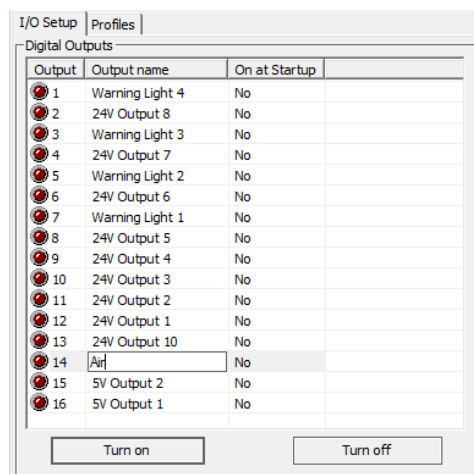 I/O Setup Profiles
Digital Outputs
Output Output name On at Startup
1 Warning Light 4 No
2 24V Output 8 No
3 Warning Light 3 No
4 24V Output 7 No
5 Warning Light 2 No
6 24V Output 6 No
7 Warning Light 1 No
8 24V Output 5 No
9 24V Output 4 No
10 24V Output 3 No
11 24V Output 2 No
12 24V Output 1 No
13 24V Output 10 No
14 Air No
15 5V Output 2 No
16 5V Output 1 No
Turn on Turn off